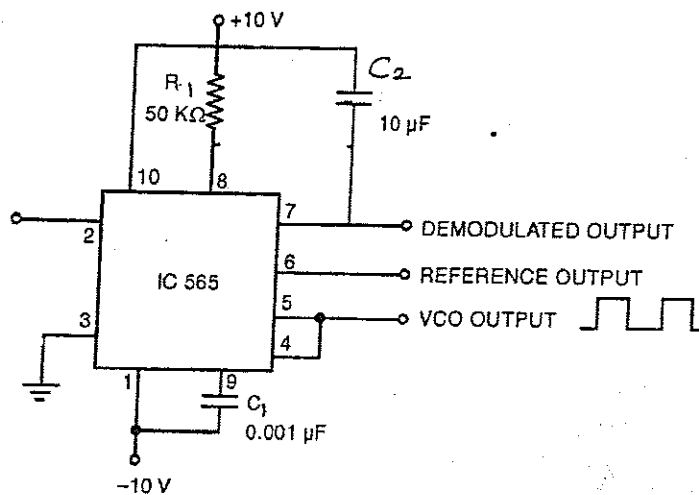 +10 V
R1
50 KΩ
C2
10 μF
10
8
7
DEMODULATED OUTPUT
2
6
REFERENCE OUTPUT
IC 565
5
VCO OUTPUT
3
4
1
9
C1
0.001 μF
–10 V